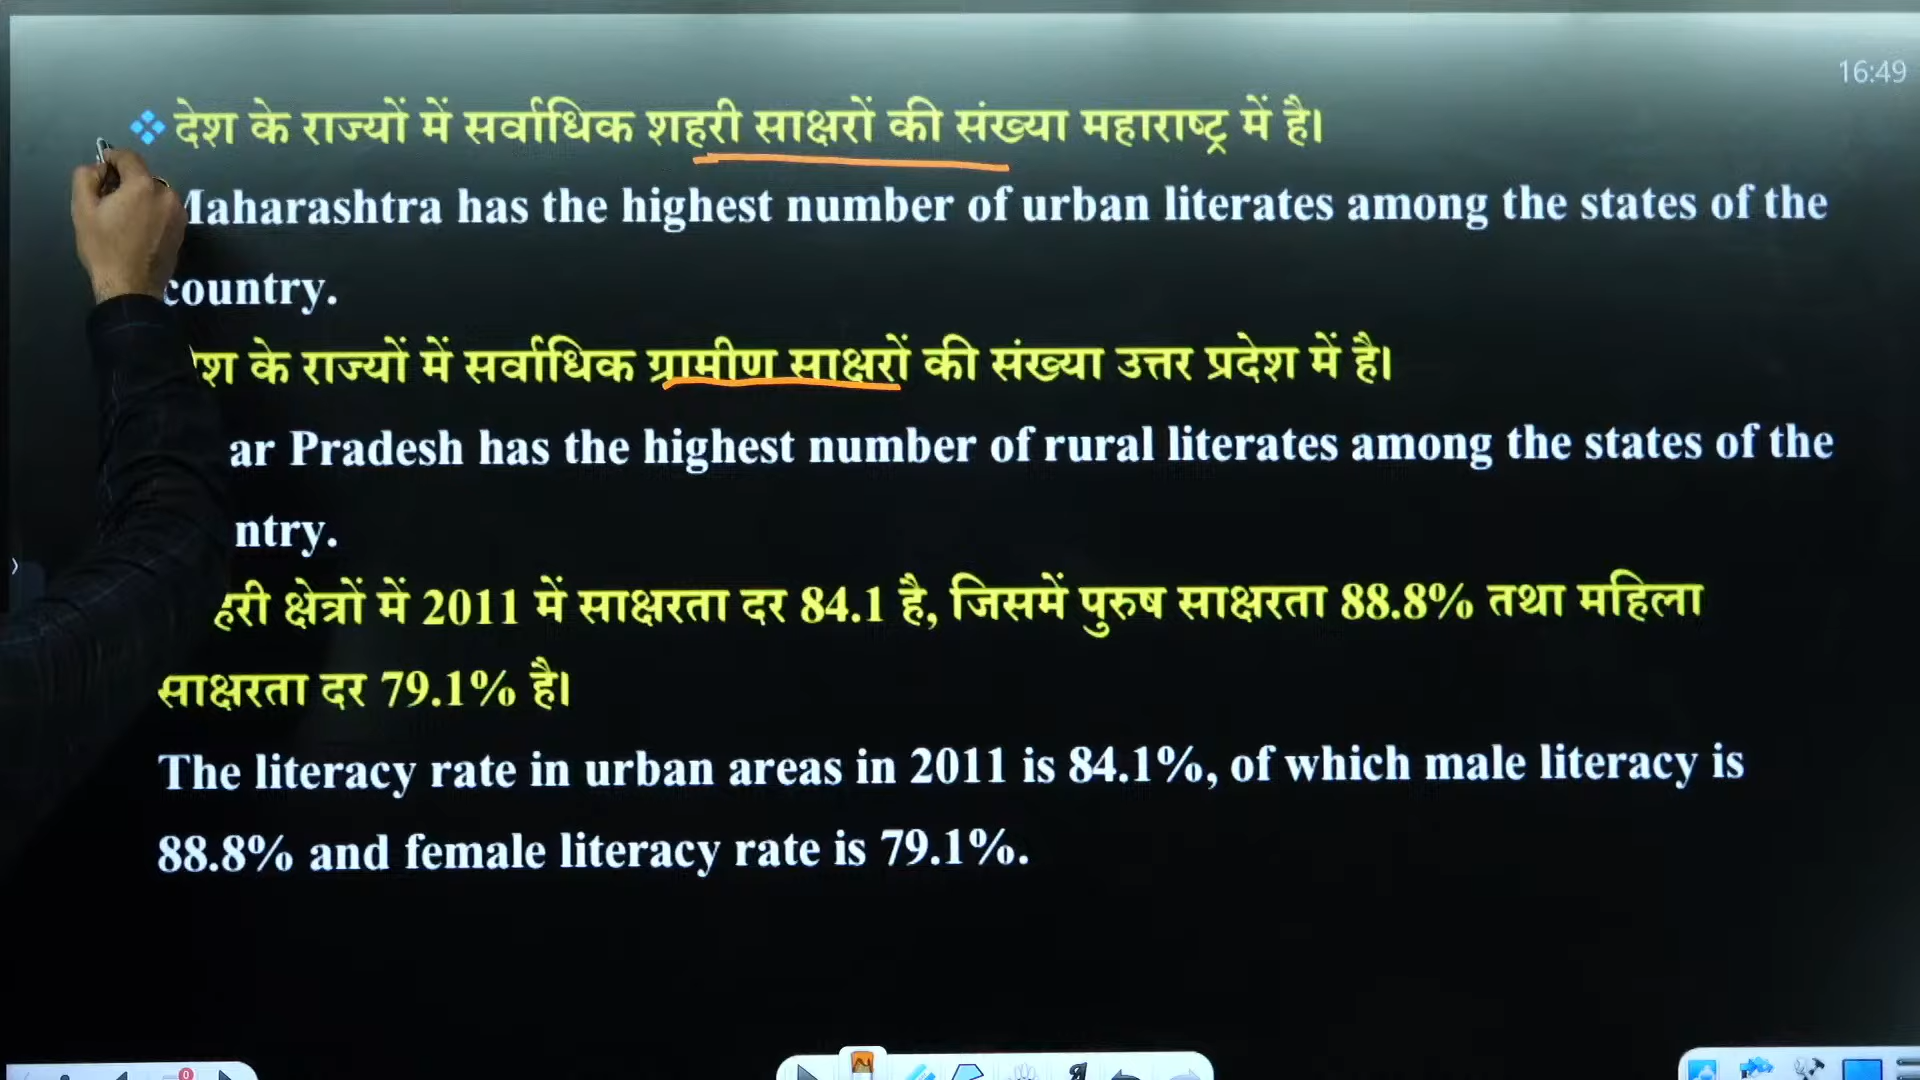 16:49
देश के राज्यों में सर्वाधिक शहरी साक्षरों की संख्या महाराष्ट्र में है।
Maharashtra has the highest number of urban literates among the states of the
country.
के राज्यों में सर्वाधिक ग्रामीण साक्षरों की संख्या उत्तर प्रदेश में है।
ar Pradesh has the highest number of rural literates among the states of the
ntry.
हरी क्षेत्रों में 2011 में साक्षरता दर 84.1 है, जिसमें पुरुष साक्षरता 88.8% तथा महिला
साक्षरता दर 79.1% है।
The literacy rate in urban areas in 2011 is 84.1%, of which male literacy is
88.8% and female literacy rate is 79.1%.
0